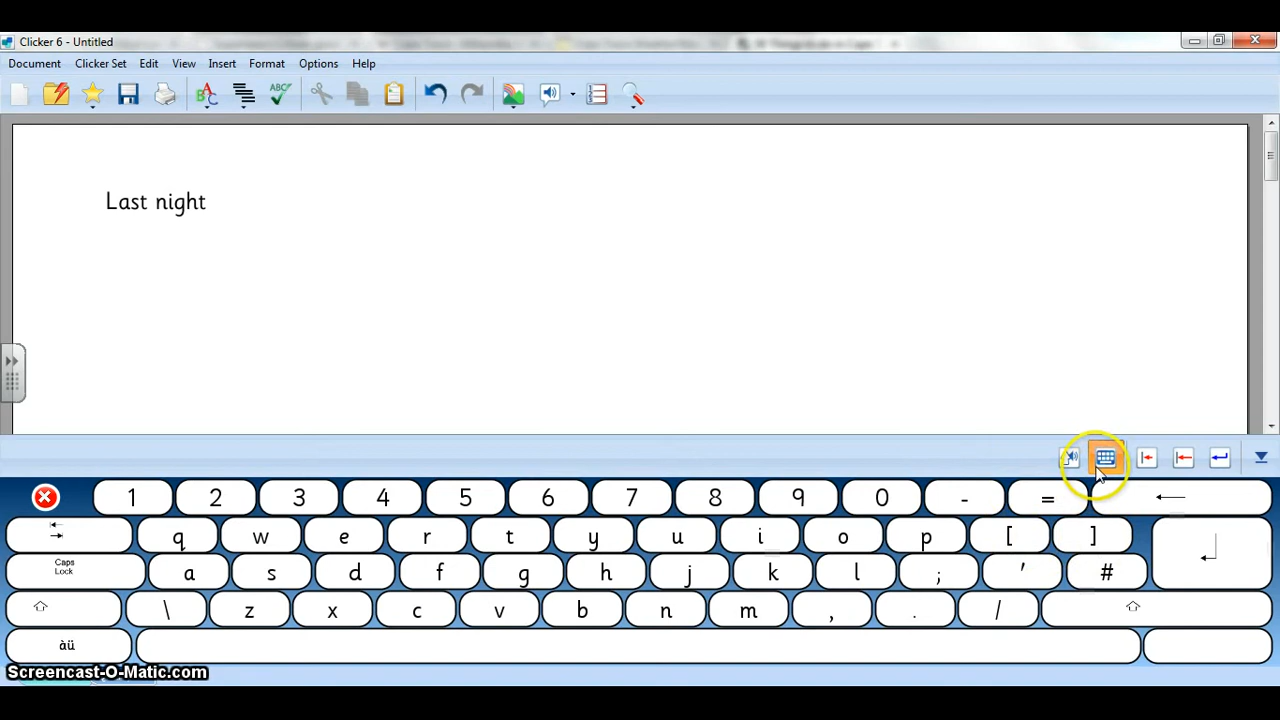 Clicker 6 - Untitled
Document Clicker Set Edit View Insert Format Options Help
ABC
Last night
1 2 3 4 5 6 7 8 9 0 - =
q w e r t y u i o p [ ]
Caps Lock a s d f g h j k l ; ' #
\ z x c v b n m , . /
àü
Screencast-O-Matic.com